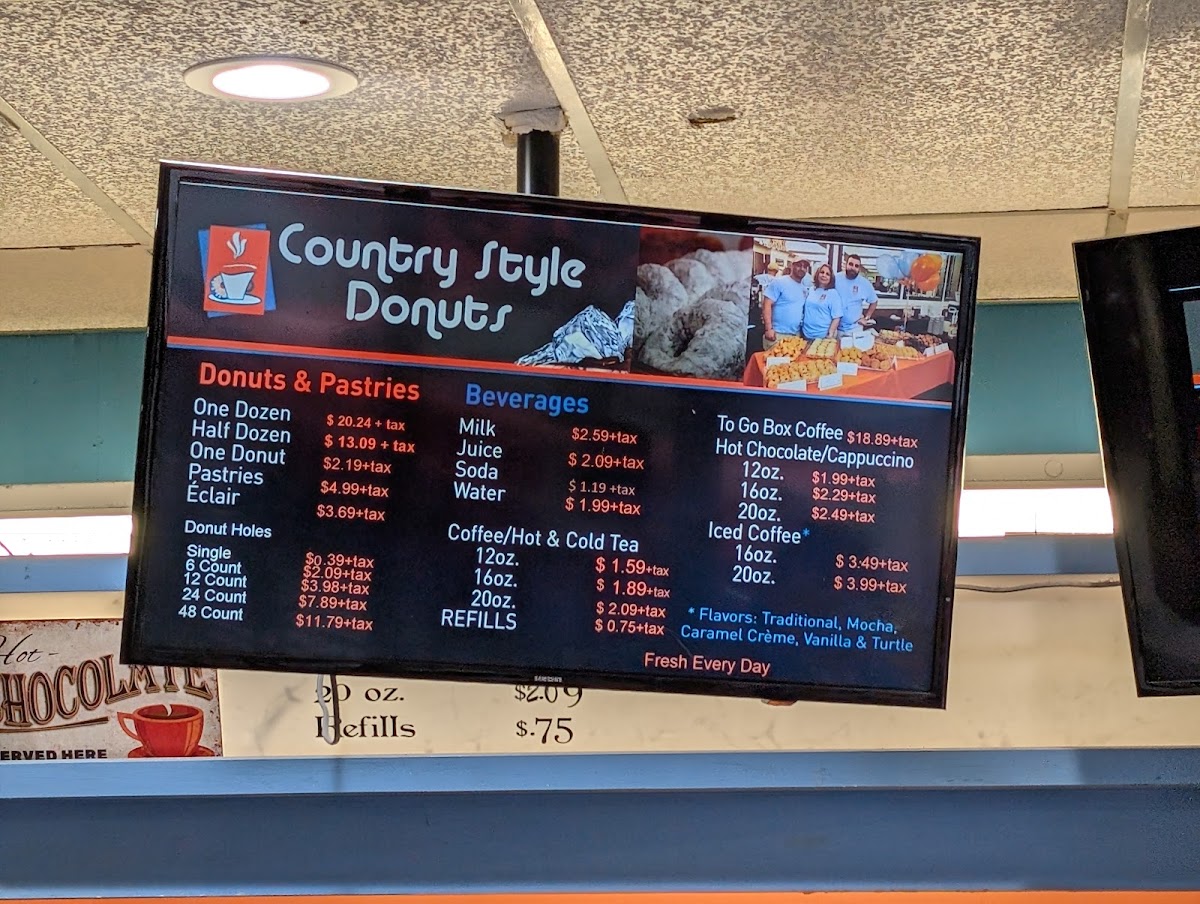 Country Style
Donuts
Donuts & Pastries
One Dozen $ 20.24 + tax
Half Dozen $ 13.09 + tax
One Donut $2.19+tax
Pastries $4.99+tax
Éclair $3.69+tax
Donut Holes
Single $0.39+tax
6 Count $2.09+tax
12 Count $3.98+tax
24 Count $7.89+tax
48 Count $11.79+tax
Beverages
Milk $2.59+tax
Juice $ 2.09+tax
Soda $ 1.19 +tax
Water $ 1.99+tax
Coffee/Hot & Cold Tea
12oz. $ 1.59+tax
16oz. $ 1.89+tax
20oz. $ 2.09+tax
REFILLS $ 0.75+tax
To Go Box Coffee $18.89+tax
Hot Chocolate/Cappuccino
12oz. $1.99+tax
16oz. $2.29+tax
20oz. $2.49+tax
Iced Coffee*
16oz. $ 3.49+tax
20oz. $ 3.99+tax
* Flavors: Traditional, Mocha,
Caramel Crème, Vanilla & Turtle
Fresh Every Day
SAMSUNG
20 oz. $2.09
Refills $.75
Hot -
CHOCOLATE
SERVED HERE